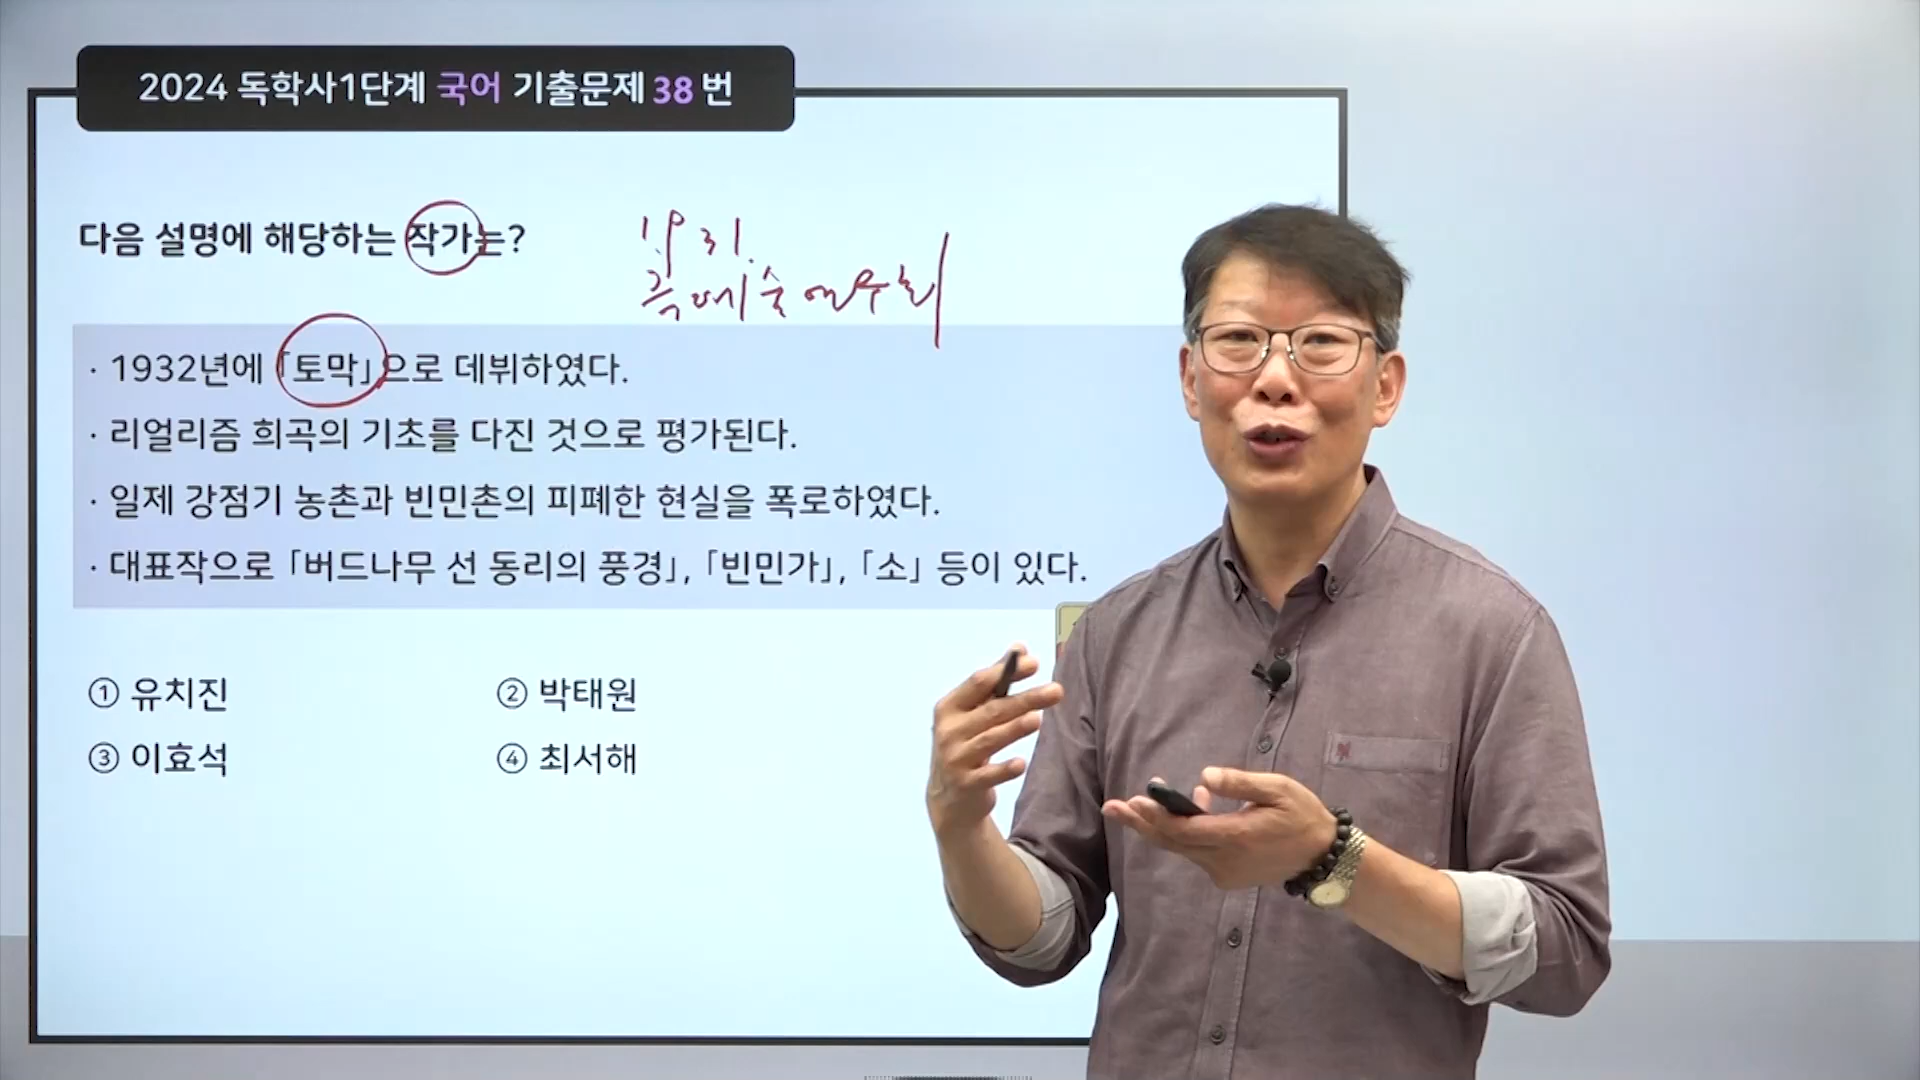 2024 독학사1단계 국어 기출문제 38 번
다음 설명에 해당하는 작가는?
1931.
극예술연구회
· 1932년에 「토막」으로 데뷔하였다.
· 리얼리즘 희곡의 기초를 다진 것으로 평가된다.
· 일제 강점기 농촌과 빈민촌의 피폐한 현실을 폭로하였다.
· 대표작으로 「버드나무 선 동리의 풍경」, 「빈민가」, 「소」 등이 있다.
① 유치진
② 박태원
③ 이효석
④ 최서해